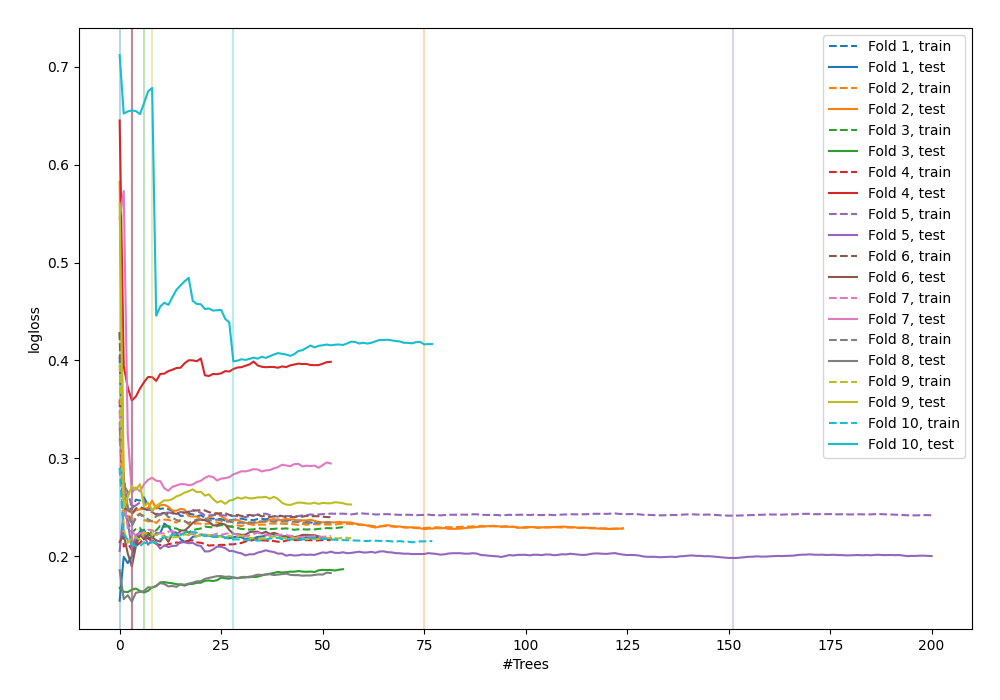 0.7
0.6
0.5
0.4
0.3
0.2
logloss
0
25
50
75
100
125
150
175
200
#Trees
Fold 1, train
Fold 1, test
Fold 2, train
Fold 2, test
Fold 3, train
Fold 3, test
Fold 4, train
Fold 4, test
Fold 5, train
Fold 5, test
Fold 6, train
Fold 6, test
Fold 7, train
Fold 7, test
Fold 8, train
Fold 8, test
Fold 9, train
Fold 9, test
Fold 10, train
Fold 10, test